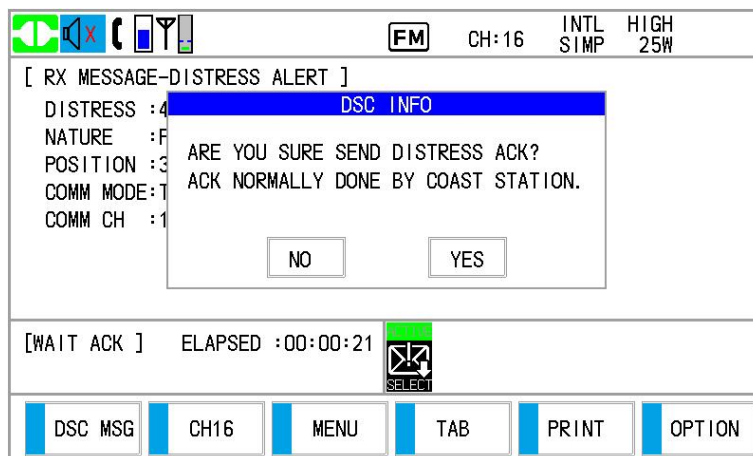 FM CH:16 INTL HIGH
SIMP 25W
[ RX MESSAGE-DISTRESS ALERT ]
DISTRESS :4
NATURE :F
POSITION :3
COMM MODE:T
COMM CH :1
DSC INFO
ARE YOU SURE SEND DISTRESS ACK?
ACK NORMALLY DONE BY COAST STATION.
NO YES
[WAIT ACK ] ELAPSED :00:00:21
SELECT
DSC MSG CH16 MENU TAB PRINT OPTION